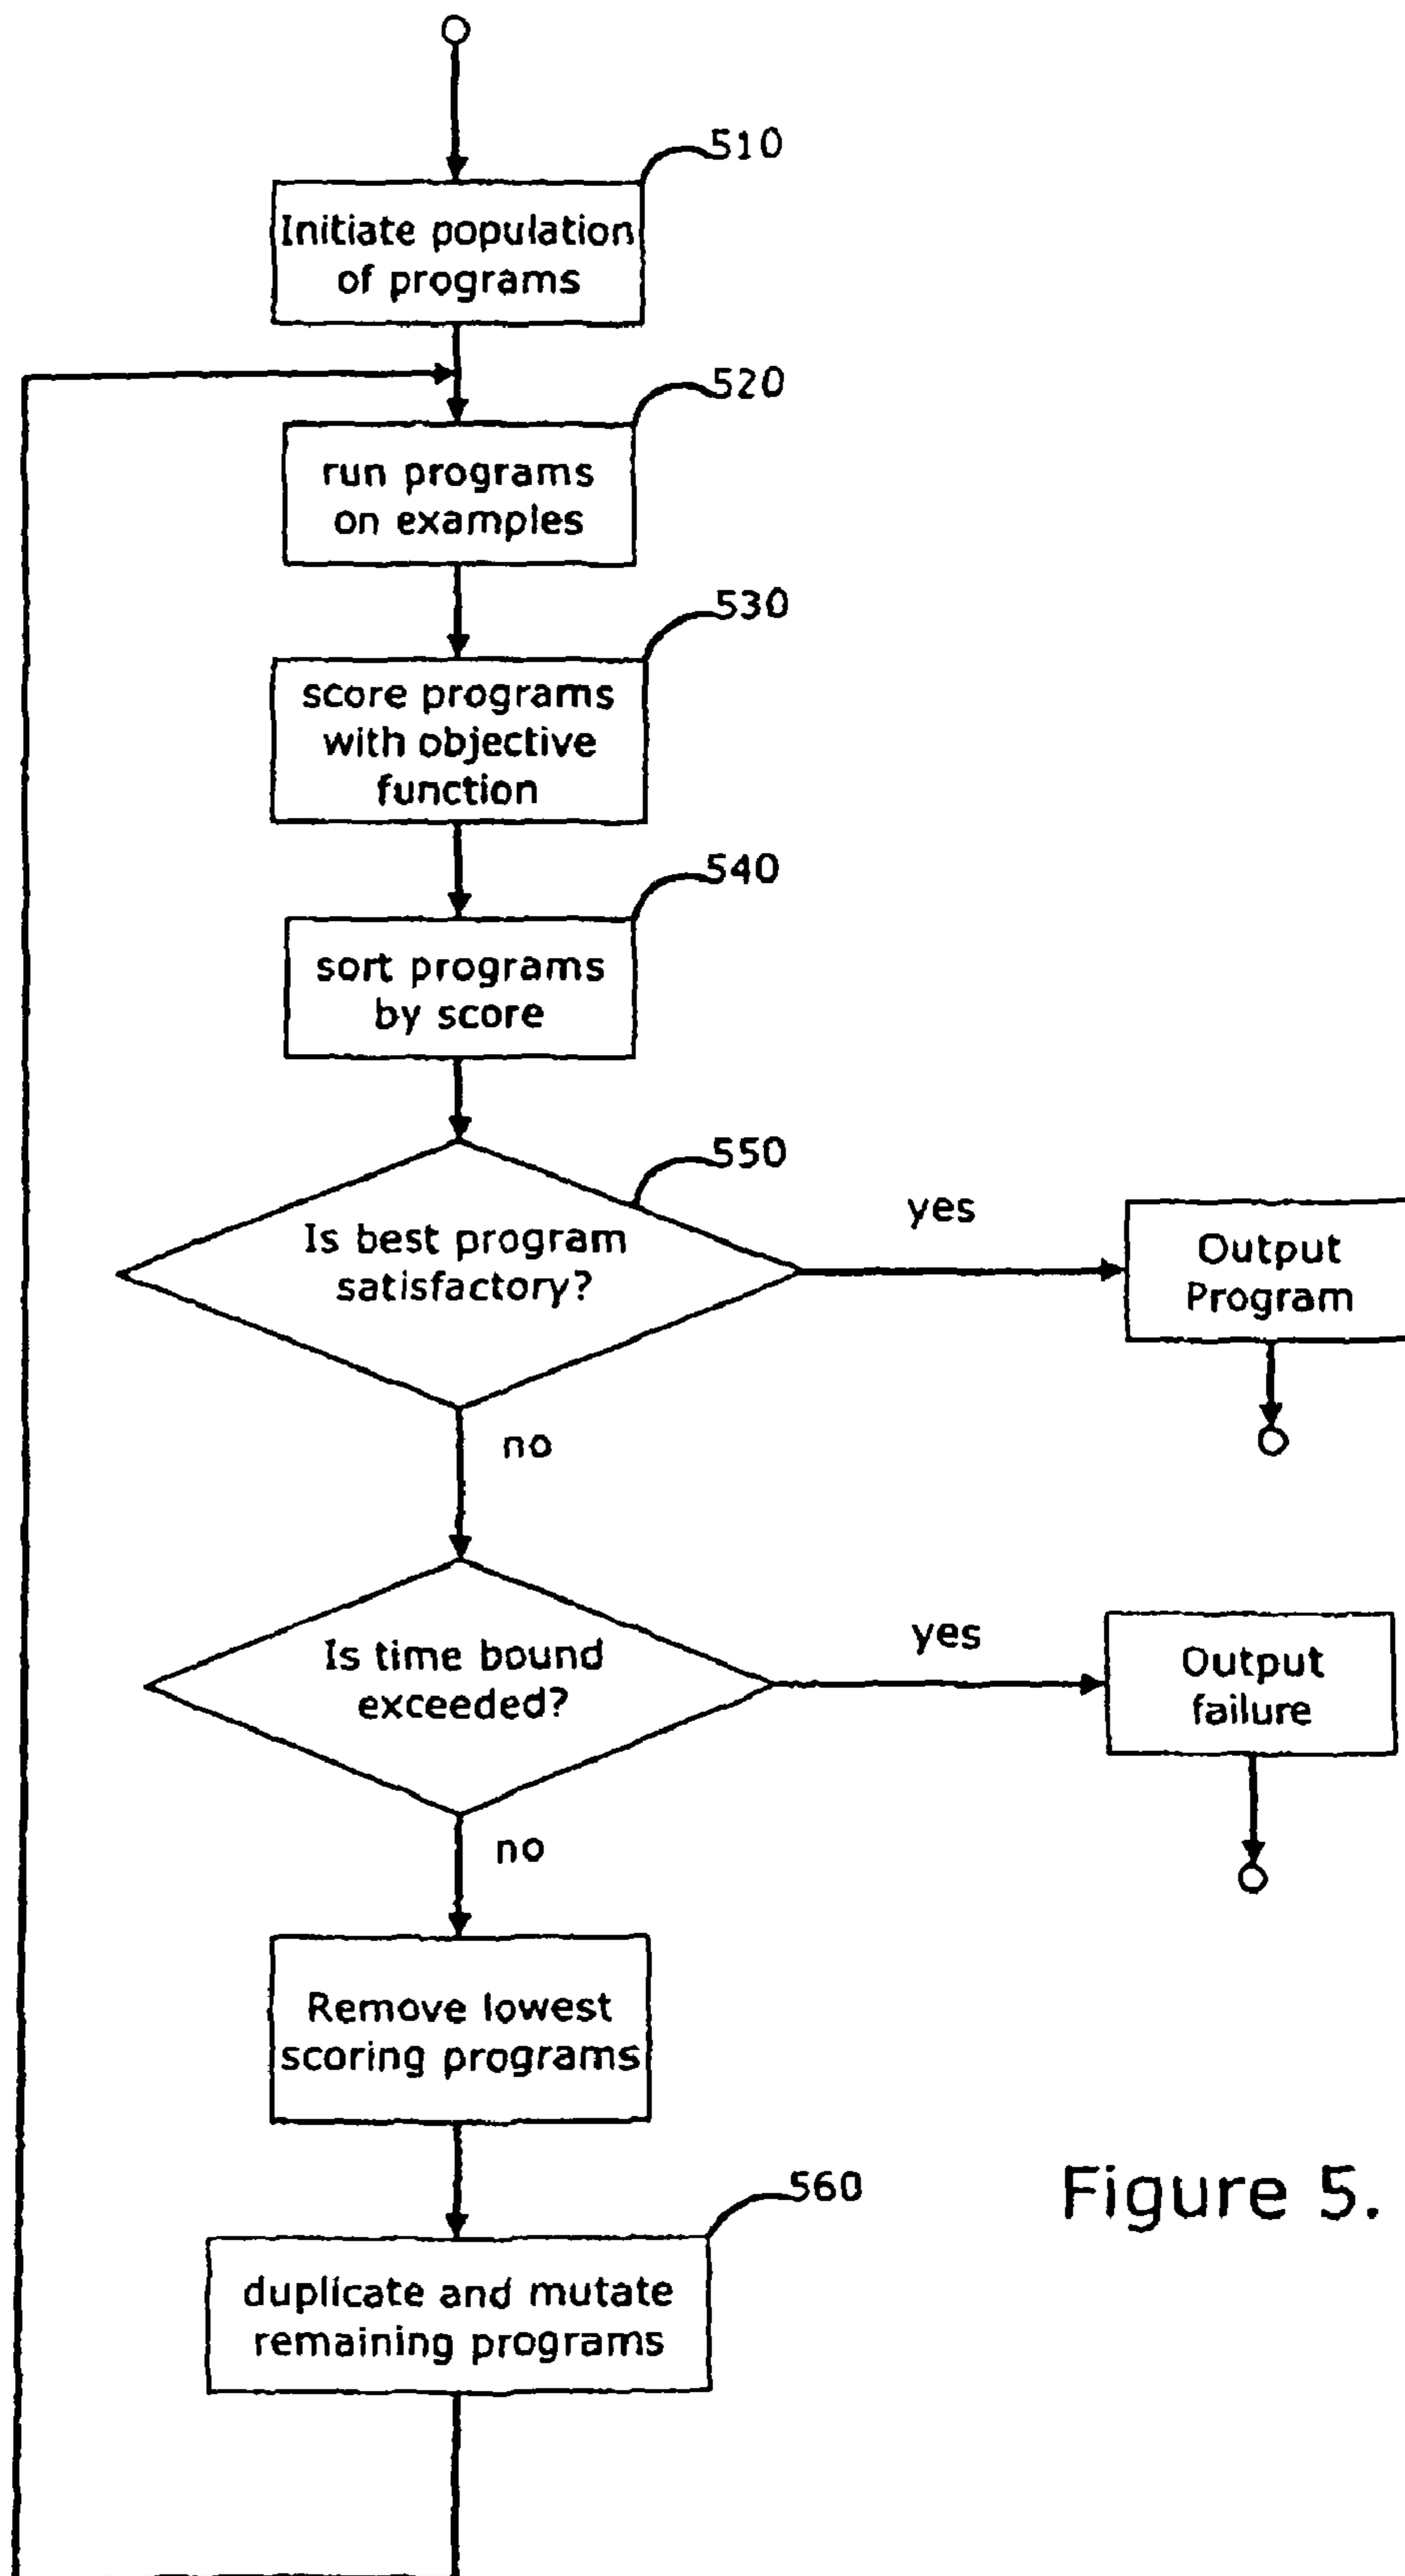 510
Initiate population
of programs
520
run programs
on examples
530
score programs
with objective
function
540
sort programs
by score
550
Is best program
satisfactory?
yes
Output
Program
no
Is time bound
exceeded?
yes
Output
failure
no
Remove lowest
scoring programs
560
duplicate and mutate
remaining programs
Figure 5.